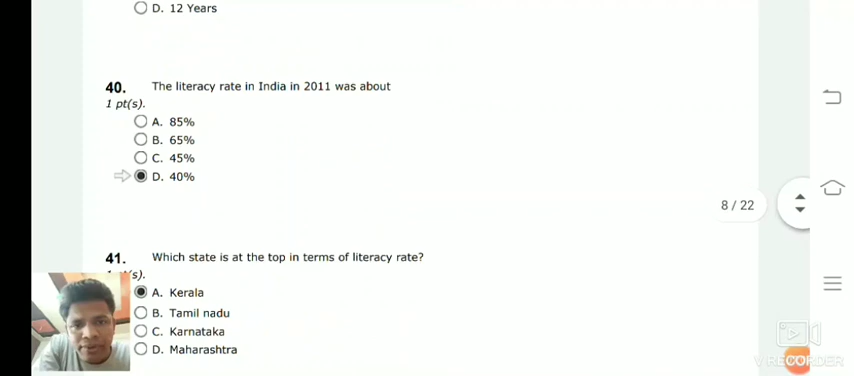 D. 12 Years
40. The literacy rate in India in 2011 was about
1 pt(s).
A. 85%
B. 65%
C. 45%
D. 40%
8 / 22
41. Which state is at the top in terms of literacy rate?
(s).
A. Kerala
B. Tamil nadu
C. Karnataka
D. Maharashtra
V RECORDER